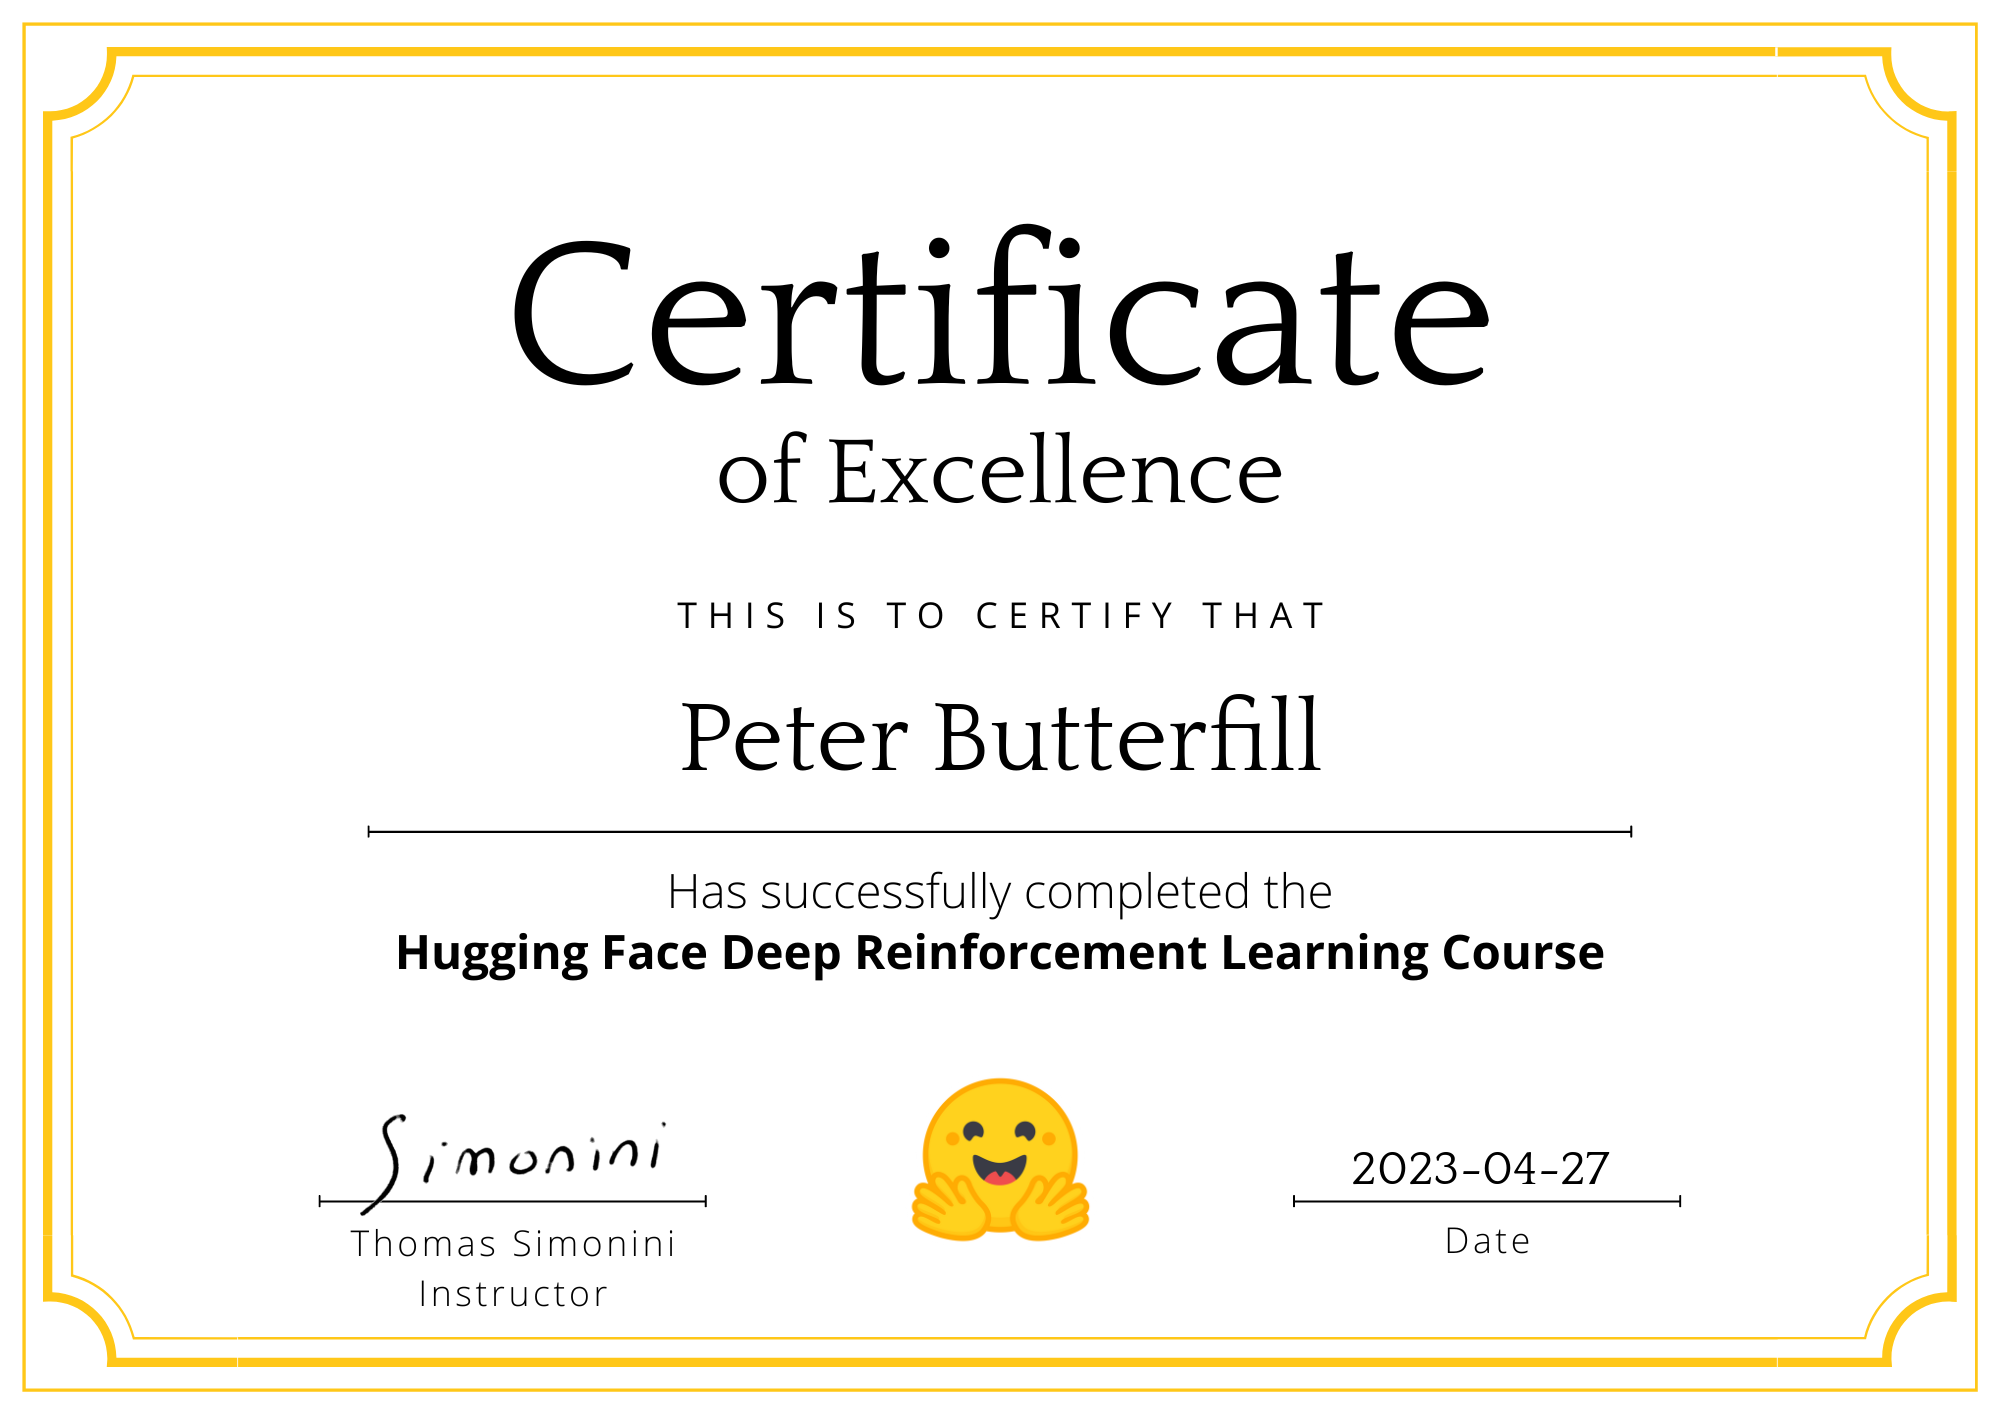 Certificate
of Excellence
THIS IS TO CERTIFY THAT
Peter Butterfill
Has successfully completed the
Hugging Face Deep Reinforcement Learning Course
Simonini
Thomas Simonini
Instructor
2023-04-27
Date